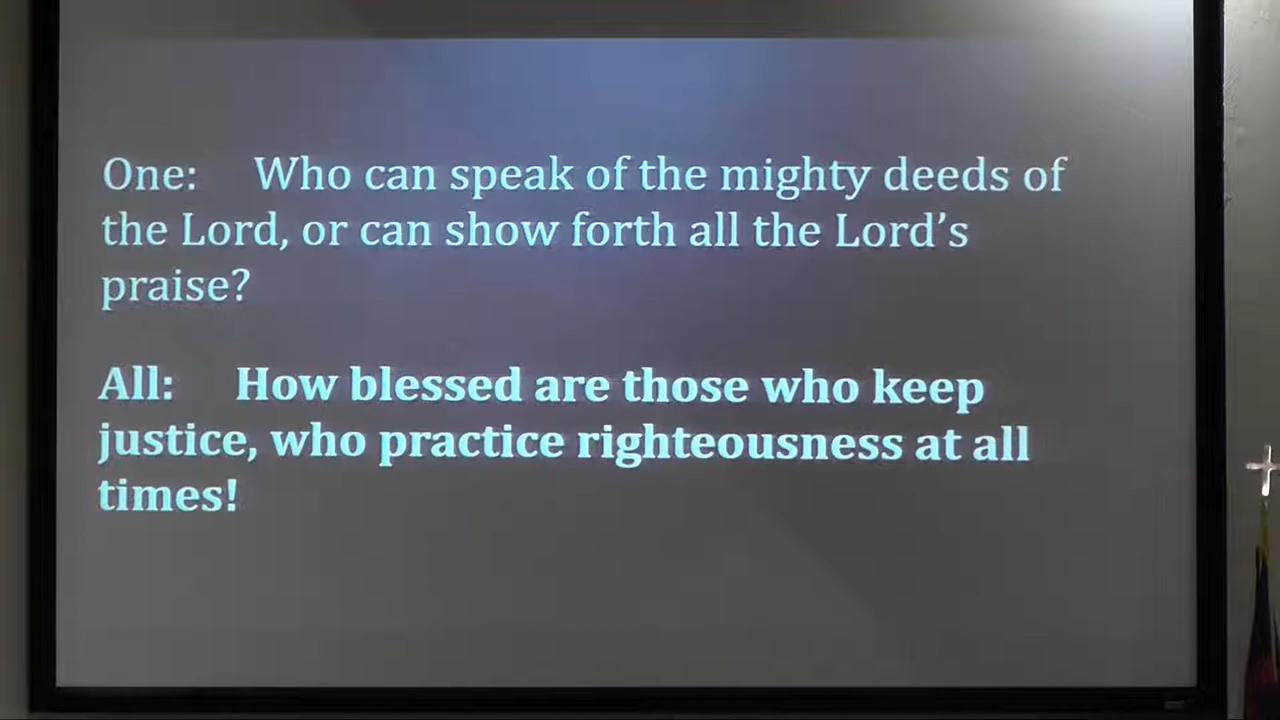 One: Who can speak of the mighty deeds of
the Lord, or can show forth all the Lord’s
praise?
All: How blessed are those who keep
justice, who practice righteousness at all
times!